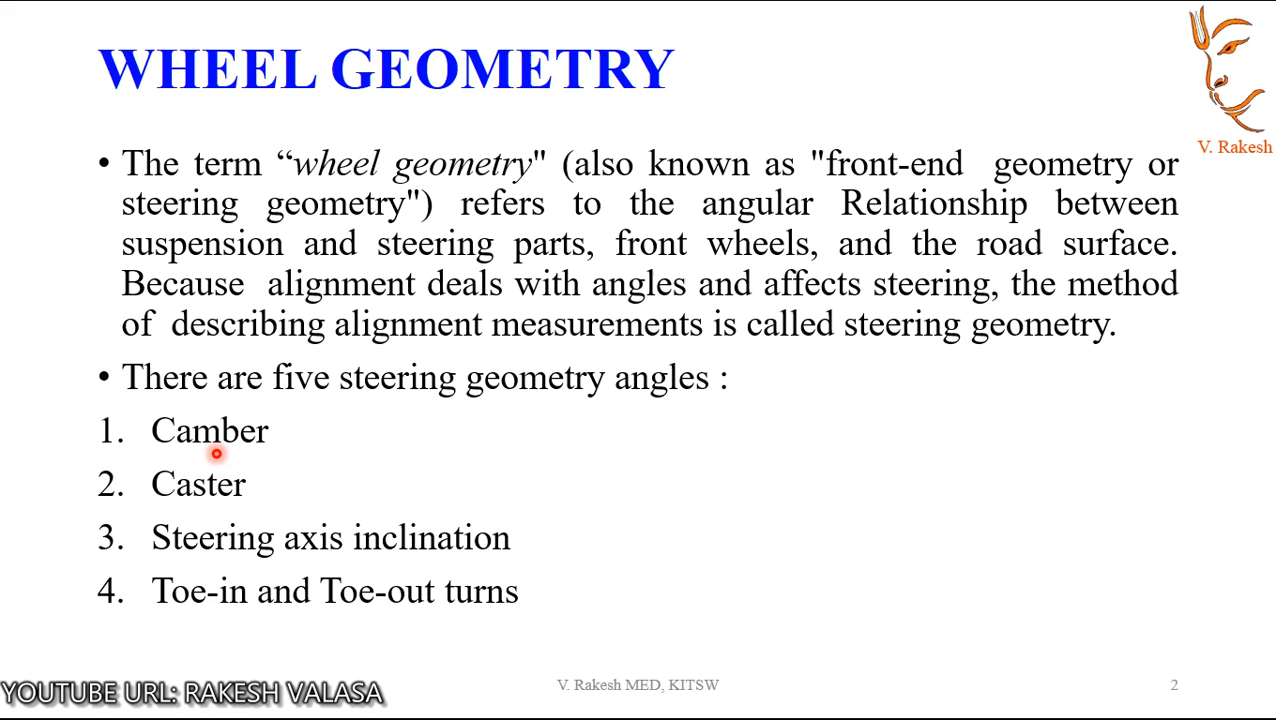 WHEEL GEOMETRY
V. Rakesh
• The term “wheel geometry" (also known as "front-end geometry or
steering geometry") refers to the angular Relationship between
suspension and steering parts, front wheels, and the road surface.
Because alignment deals with angles and affects steering, the method
of describing alignment measurements is called steering geometry.
• There are five steering geometry angles :
1. Camber
2. Caster
3. Steering axis inclination
4. Toe-in and Toe-out turns
YOUTUBE URL: RAKESH VALASA
V. Rakesh MED, KITSW
2